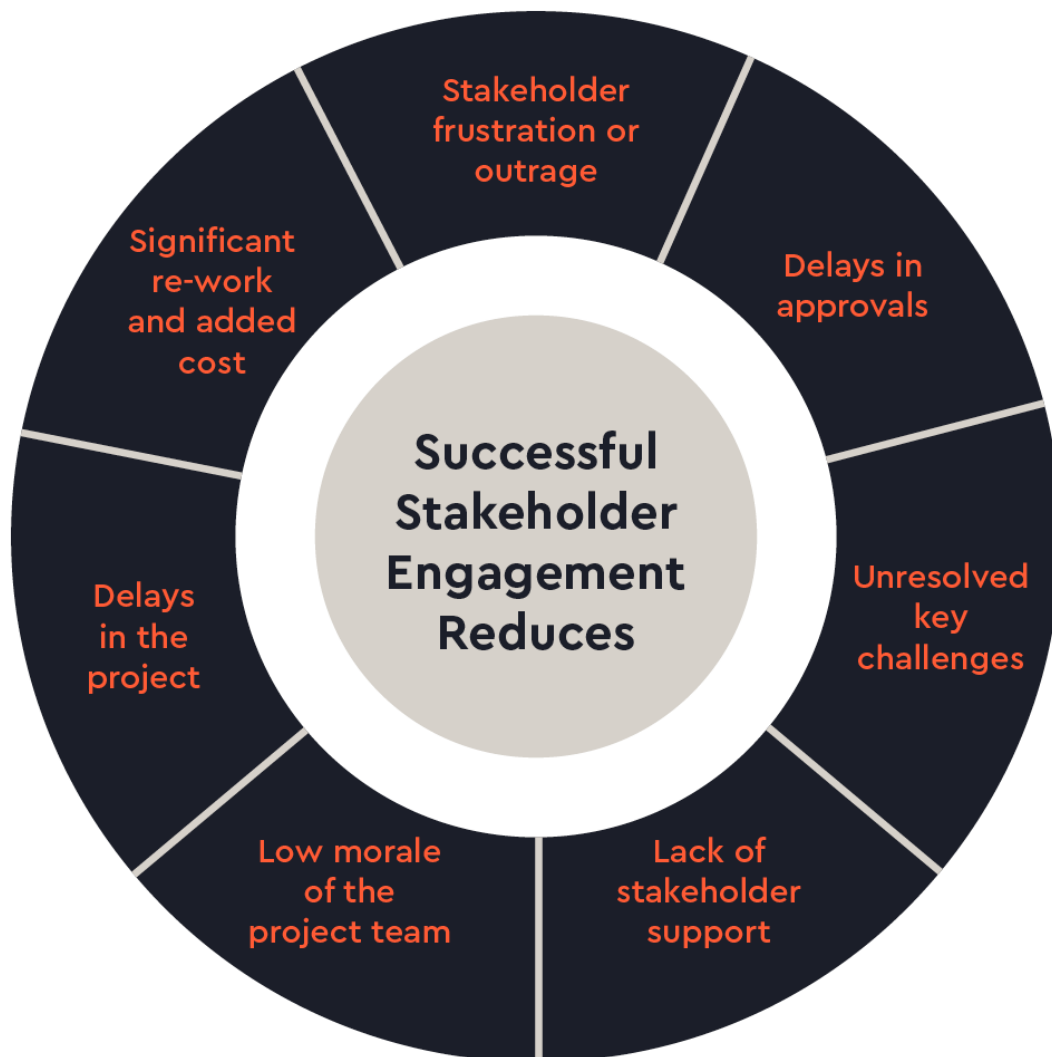 Stakeholder
frustration or
outrage
Delays in
approvals
Unresolved
key
challenges
Lack of
stakeholder
support
Low morale
of the
project team
Delays
in the
project
Significant
re-work
and added
cost
Successful
Stakeholder
Engagement
Reduces